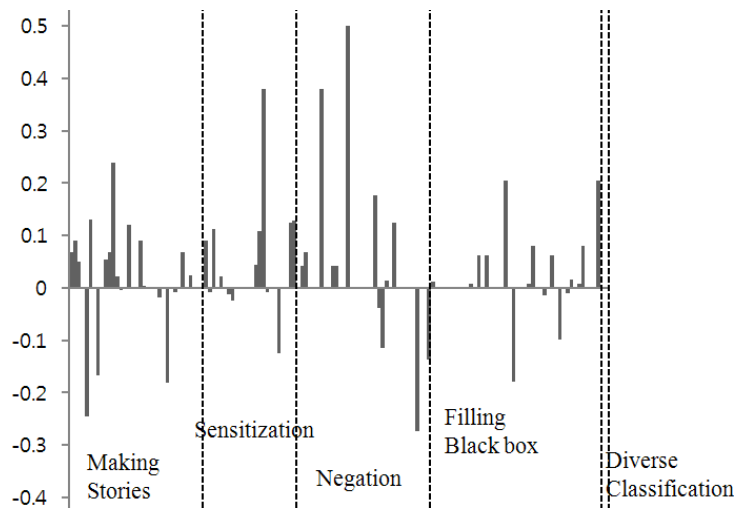 0.5
0.4
0.3
0.2
0.1
0
-0.1
-0.2
-0.3
-0.4
Making
Stories
Sensitization
Negation
Filling
Black box
Diverse
Classification